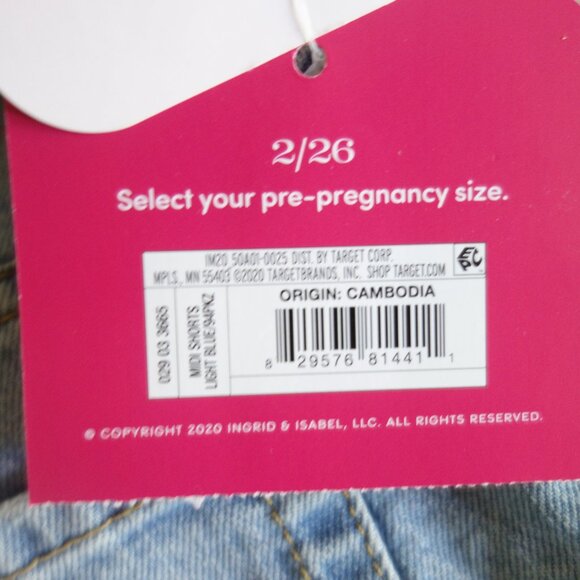 2/26
Select your pre-pregnancy size.
IM20 50A01-0025 DIST. BY TARGET CORP.
MPLS., MN 55403 ©2020 TARGETBRANDS, INC. SHOP TARGET.COM
EPIC
ORIGIN: CAMBODIA
029 03 3665
MIDI SHORTS
LIGHT BLUE/94PKZ
8 29576 81441 1
© COPYRIGHT 2020 INGRID & ISABEL, LLC. ALL RIGHTS RESERVED.